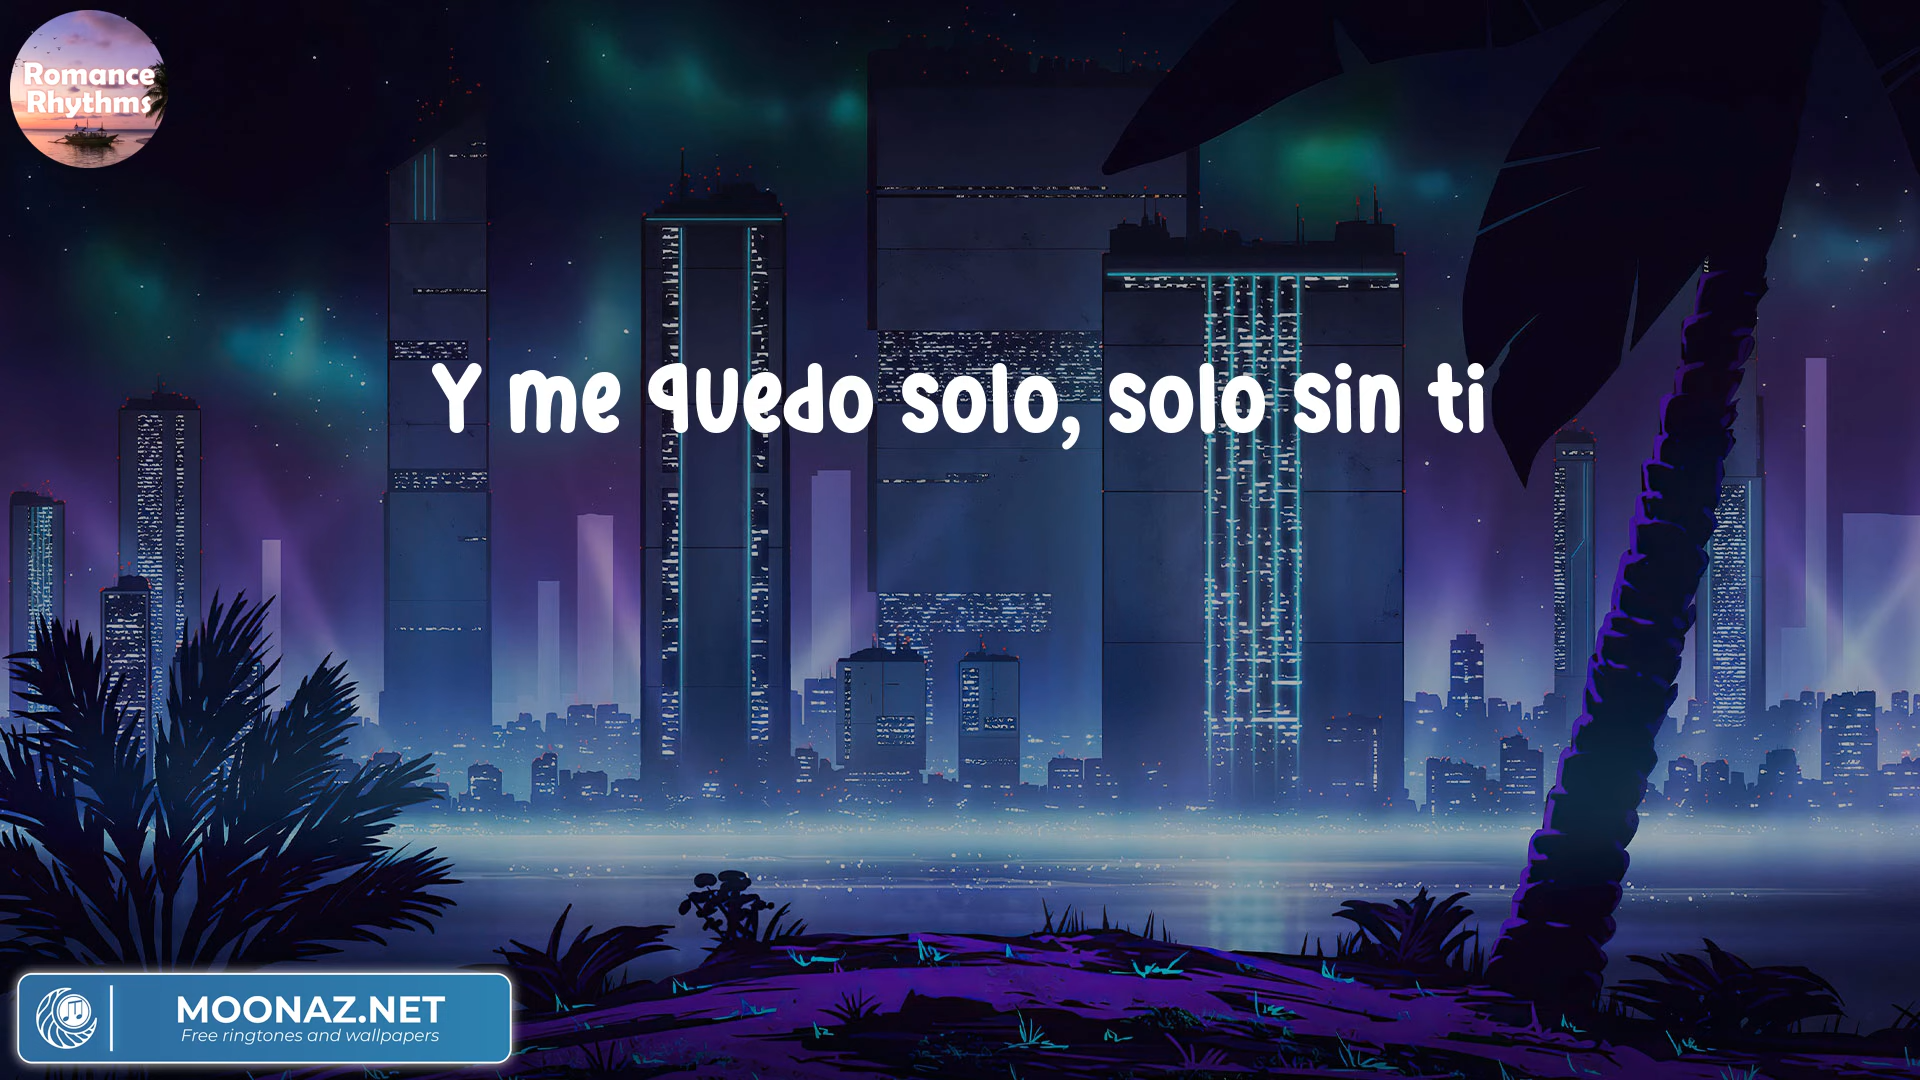 Romance
Rhythms
Y me quedo solo, solo sin ti
MOONAZ.NET
Free ringtones and wallpapers